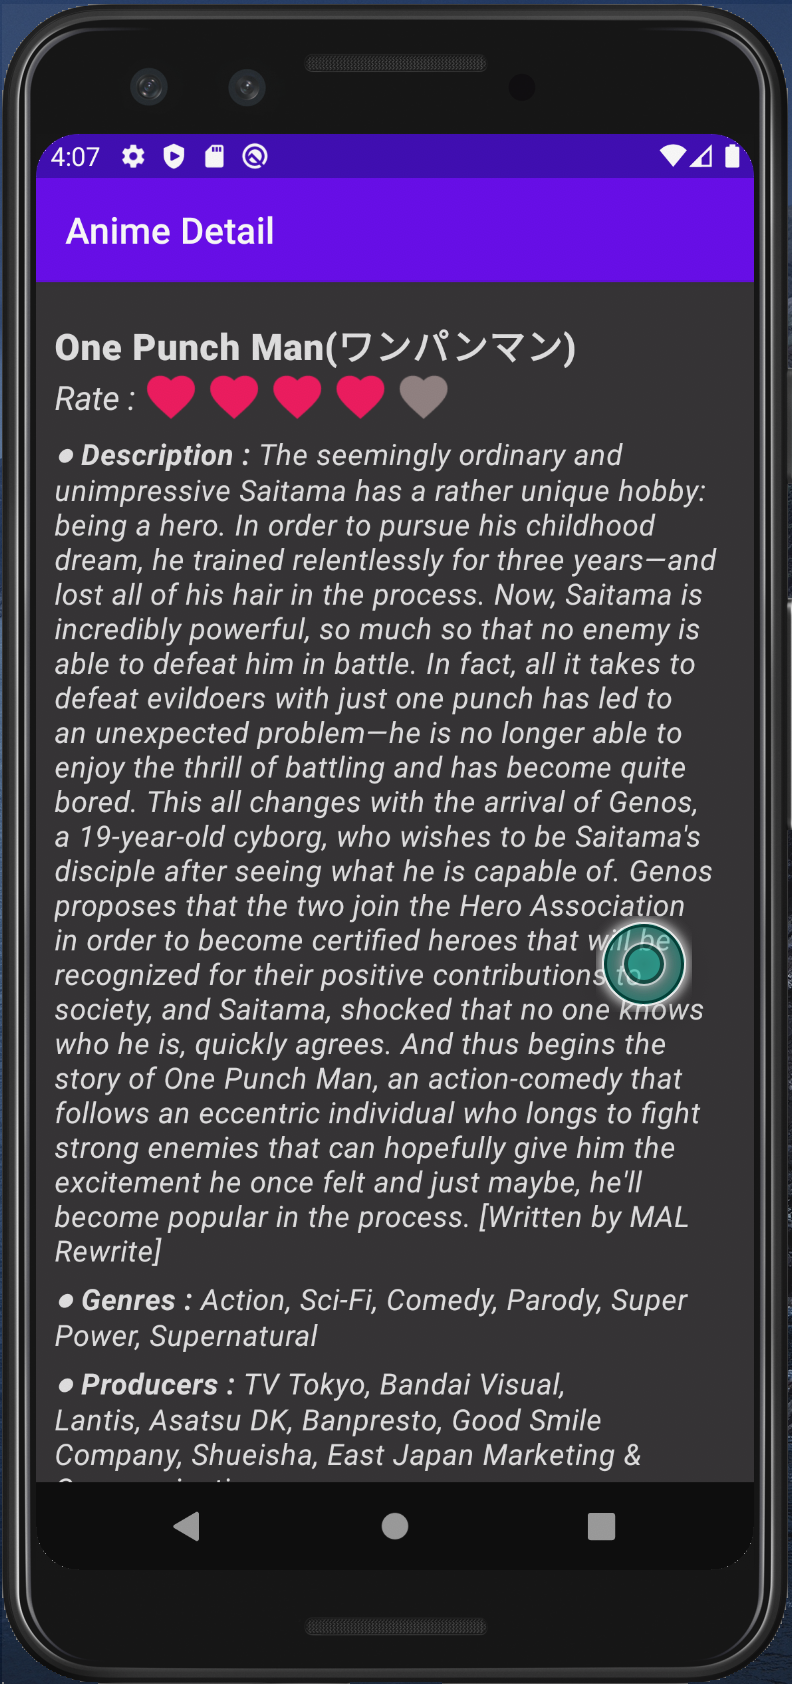 4:07
Anime Detail
One Punch Man(ワンパンマン)
Rate :
● Description : The seemingly ordinary and
unimpressive Saitama has a rather unique hobby:
being a hero. In order to pursue his childhood
dream, he trained relentlessly for three years—and
lost all of his hair in the process. Now, Saitama is
incredibly powerful, so much so that no enemy is
able to defeat him in battle. In fact, all it takes to
defeat evildoers with just one punch has led to
an unexpected problem—he is no longer able to
enjoy the thrill of battling and has become quite
bored. This all changes with the arrival of Genos,
a 19-year-old cyborg, who wishes to be Saitama's
disciple after seeing what he is capable of. Genos
proposes that the two join the Hero Association
in order to become certified heroes that will be
recognized for their positive contributions to
society, and Saitama, shocked that no one knows
who he is, quickly agrees. And thus begins the
story of One Punch Man, an action-comedy that
follows an eccentric individual who longs to fight
strong enemies that can hopefully give him the
excitement he once felt and just maybe, he'll
become popular in the process. [Written by MAL
Rewrite]
● Genres : Action, Sci-Fi, Comedy, Parody, Super
Power, Supernatural
● Producers : TV Tokyo, Bandai Visual,
Lantis, Asatsu DK, Banpresto, Good Smile
Company, Shueisha, East Japan Marketing &